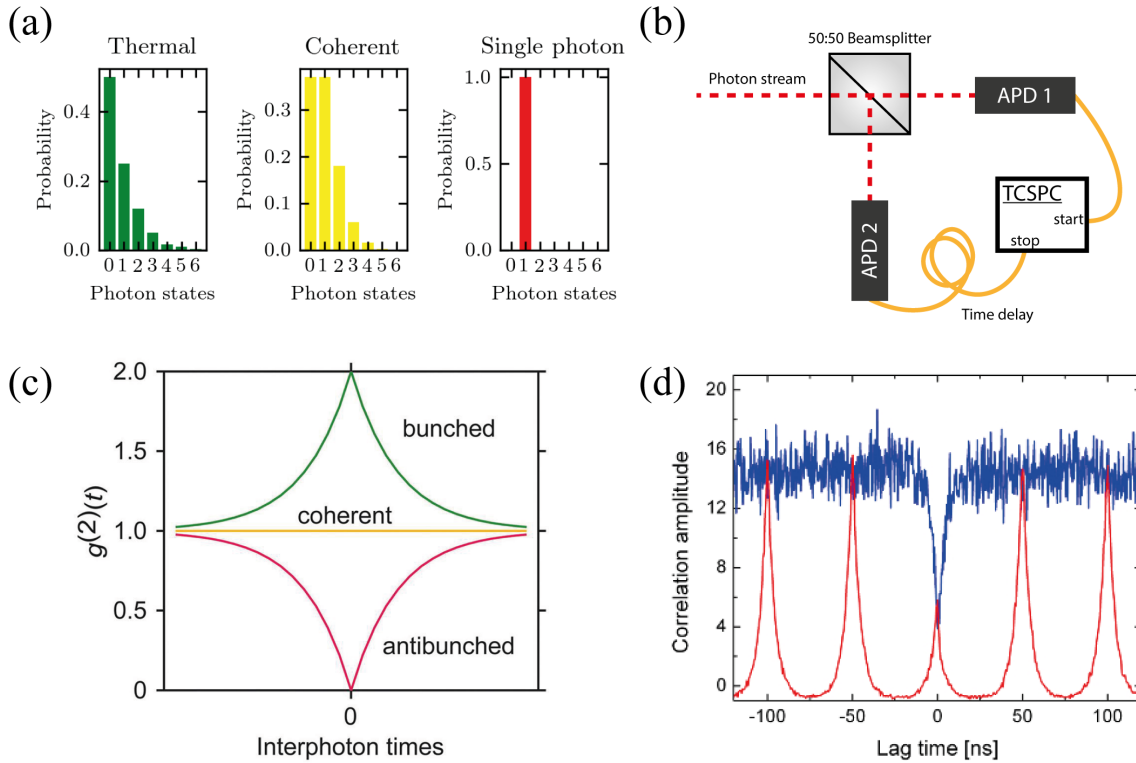 (a)
Thermal
Coherent
Single photon
Probability
0.4
0.2
0.0
0 1 2 3 4 5 6
Photon states
Probability
0.3
0.2
0.1
0.0
0 1 2 3 4 5 6
Photon states
Probability
1.0
0.5
0.0
0 1 2 3 4 5 6
Photon states
(b)
50:50 Beamsplitter
Photon stream
APD 1
APD 2
TCSPC
start
stop
Time delay
(c)
g(2)(t)
2.0
1.5
1.0
0.5
0
bunched
coherent
antibunched
0
Interphoton times
(d)
Correlation amplitude
20
16
12
8
4
0
-100 -50 0 50 100
Lag time [ns]